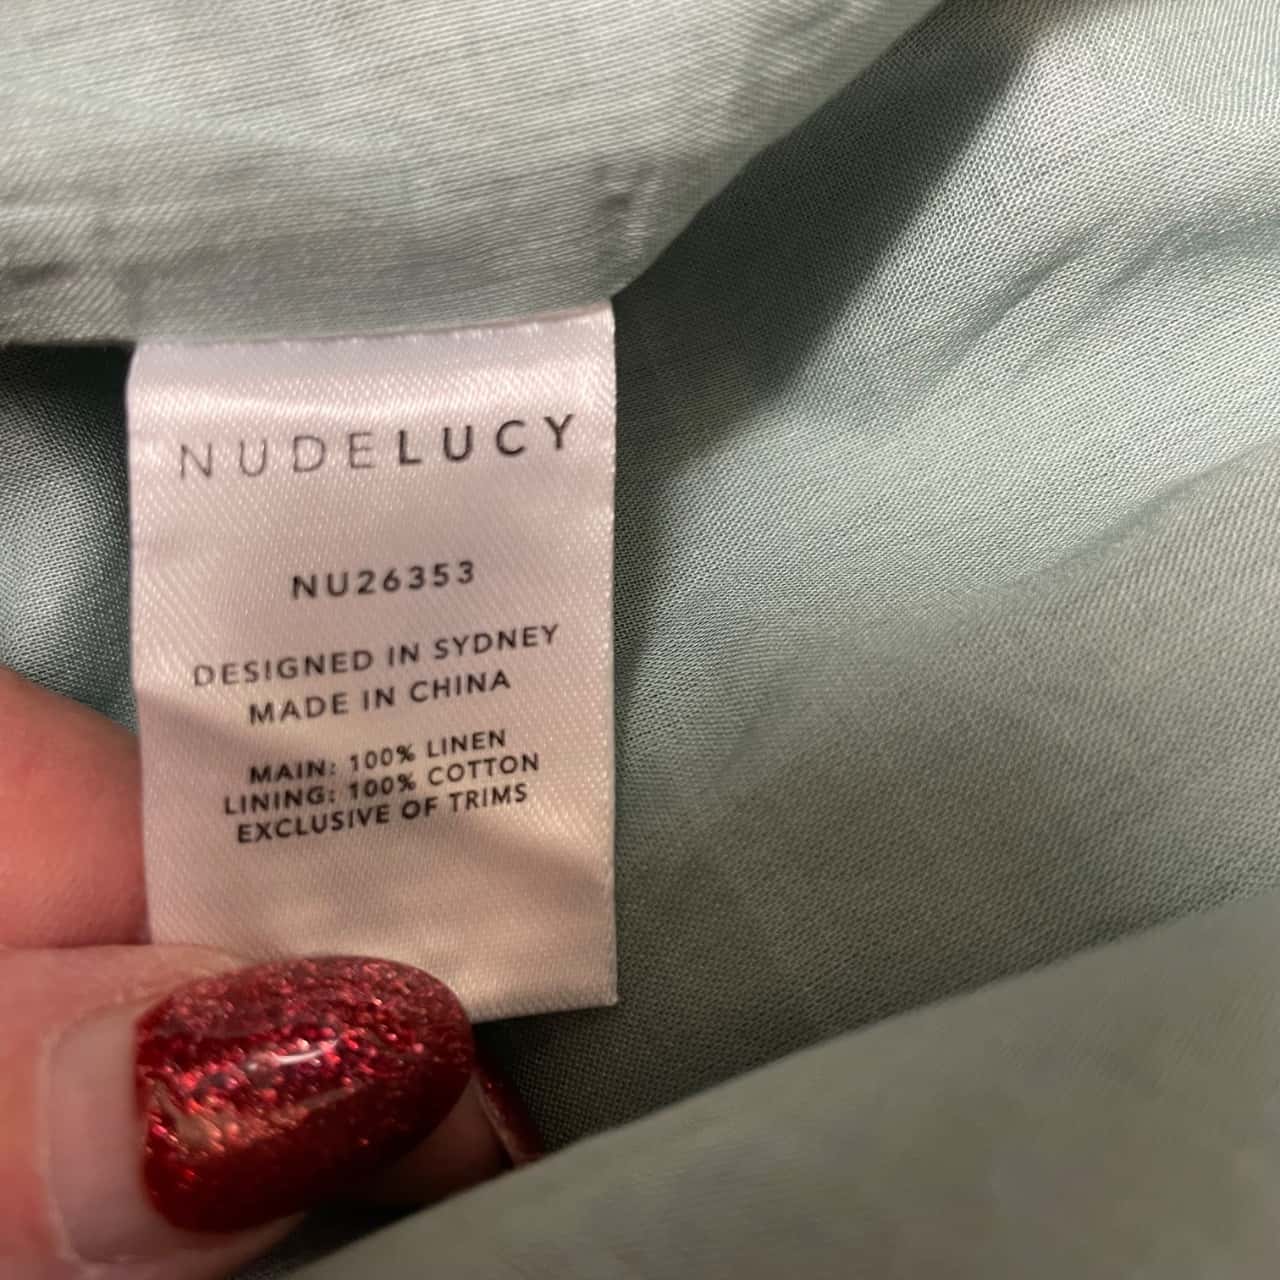 NUDELUCY
NU26353
DESIGNED IN SYDNEY
MADE IN CHINA
MAIN: 100% LINEN
LINING: 100% COTTON
EXCLUSIVE OF TRIMS